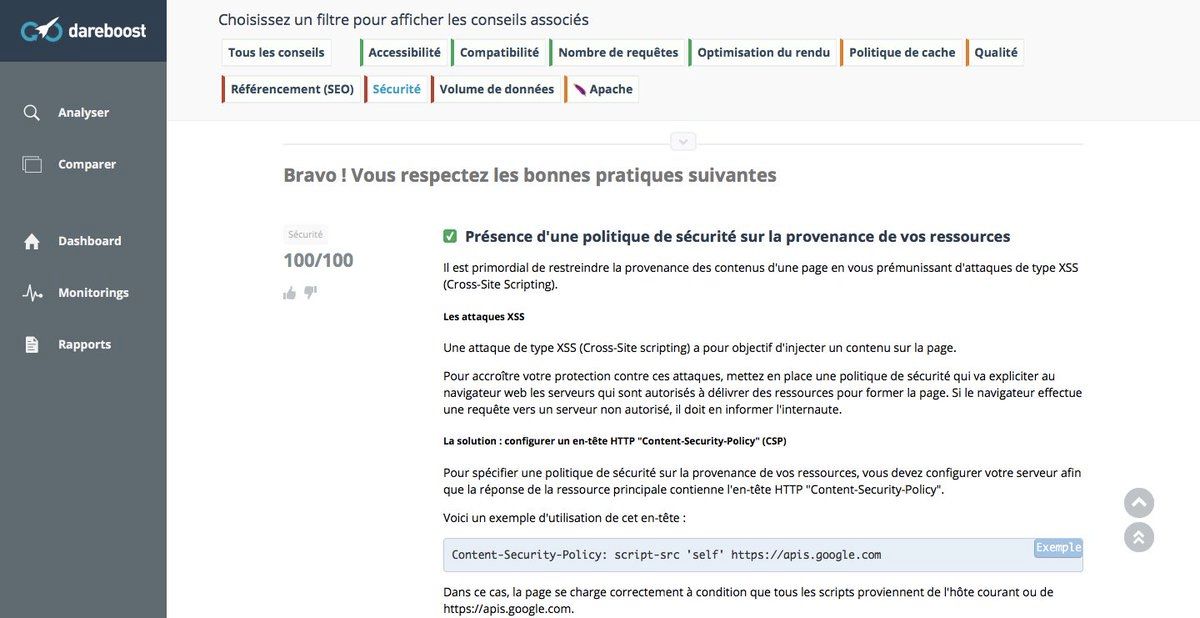 dareboost
Analyser
Comparer
Dashboard
Monitorings
Rapports
Choisissez un filtre pour afficher les conseils associés
Tous les conseils Accessibilité Compatibilité Nombre de requêtes Optimisation du rendu Politique de cache Qualité
Référencement (SEO) Sécurité Volume de données Apache
Bravo ! Vous respectez les bonnes pratiques suivantes
Sécurité
100/100
Présence d'une politique de sécurité sur la provenance de vos ressources
Il est primordial de restreindre la provenance des contenus d'une page en vous prémunissant d'attaques de type XSS
(Cross-Site Scripting).
Les attaques XSS
Une attaque de type XSS (Cross-Site scripting) a pour objectif d'injecter un contenu sur la page.
Pour accroître votre protection contre ces attaques, mettez en place une politique de sécurité qui va expliciter au
navigateur web les serveurs qui sont autorisés à délivrer des ressources pour former la page. Si le navigateur effectue
une requête vers un serveur non autorisé, il doit en informer l'internaute.
La solution : configurer un en-tête HTTP "Content-Security-Policy" (CSP)
Pour spécifier une politique de sécurité sur la provenance de vos ressources, vous devez configurer votre serveur afin
que la réponse de la ressource principale contienne l'en-tête HTTP "Content-Security-Policy".
Voici un exemple d'utilisation de cet en-tête :
Exemple
Content-Security-Policy: script-src 'self' https://apis.google.com
Dans ce cas, la page se charge correctement à condition que tous les scripts proviennent de l'hôte courant ou de
https://apis.google.com.